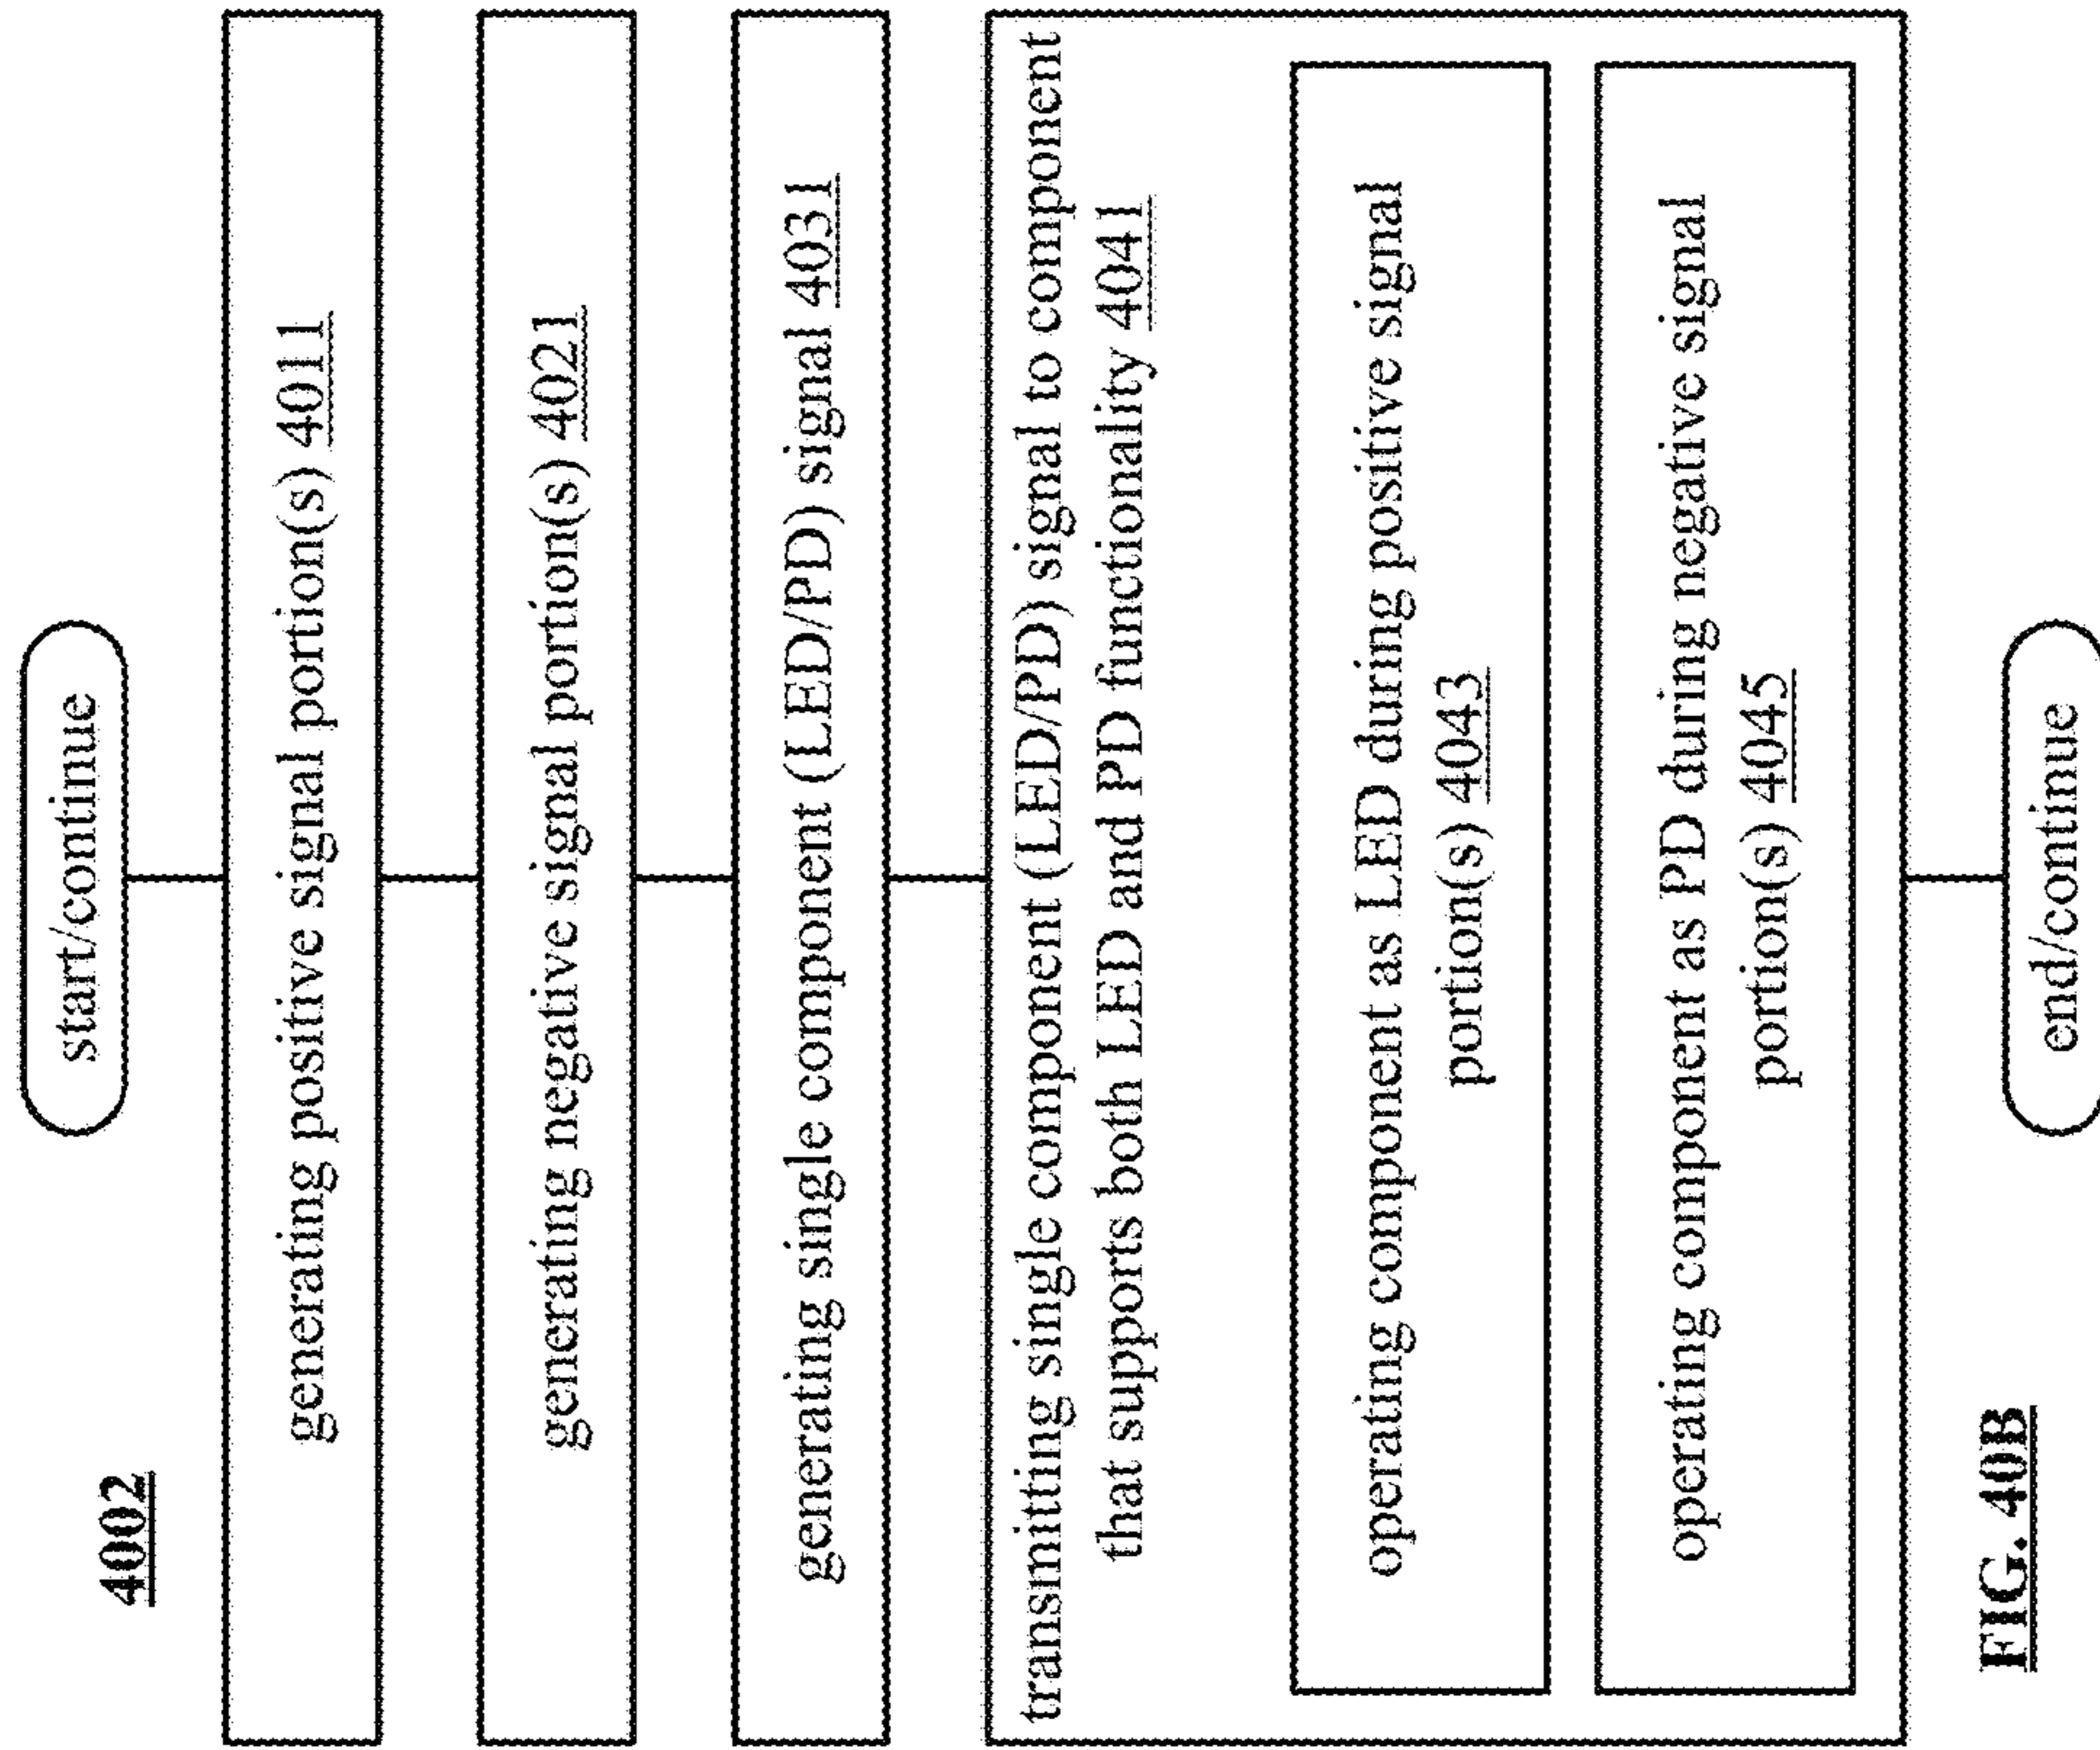 4002
start/continue
generating positive signal portion(s) 4011
generating negative signal portion(s) 4021
generating single component (LED/PD) signal 4031
transmitting single component (LED/PD) signal to component
that supports both LED and PD functionality 4041
operating component as LED during positive signal
portion(s) 4043
operating component as PD during negative signal
portion(s) 4045
end/continue
FIG. 40B